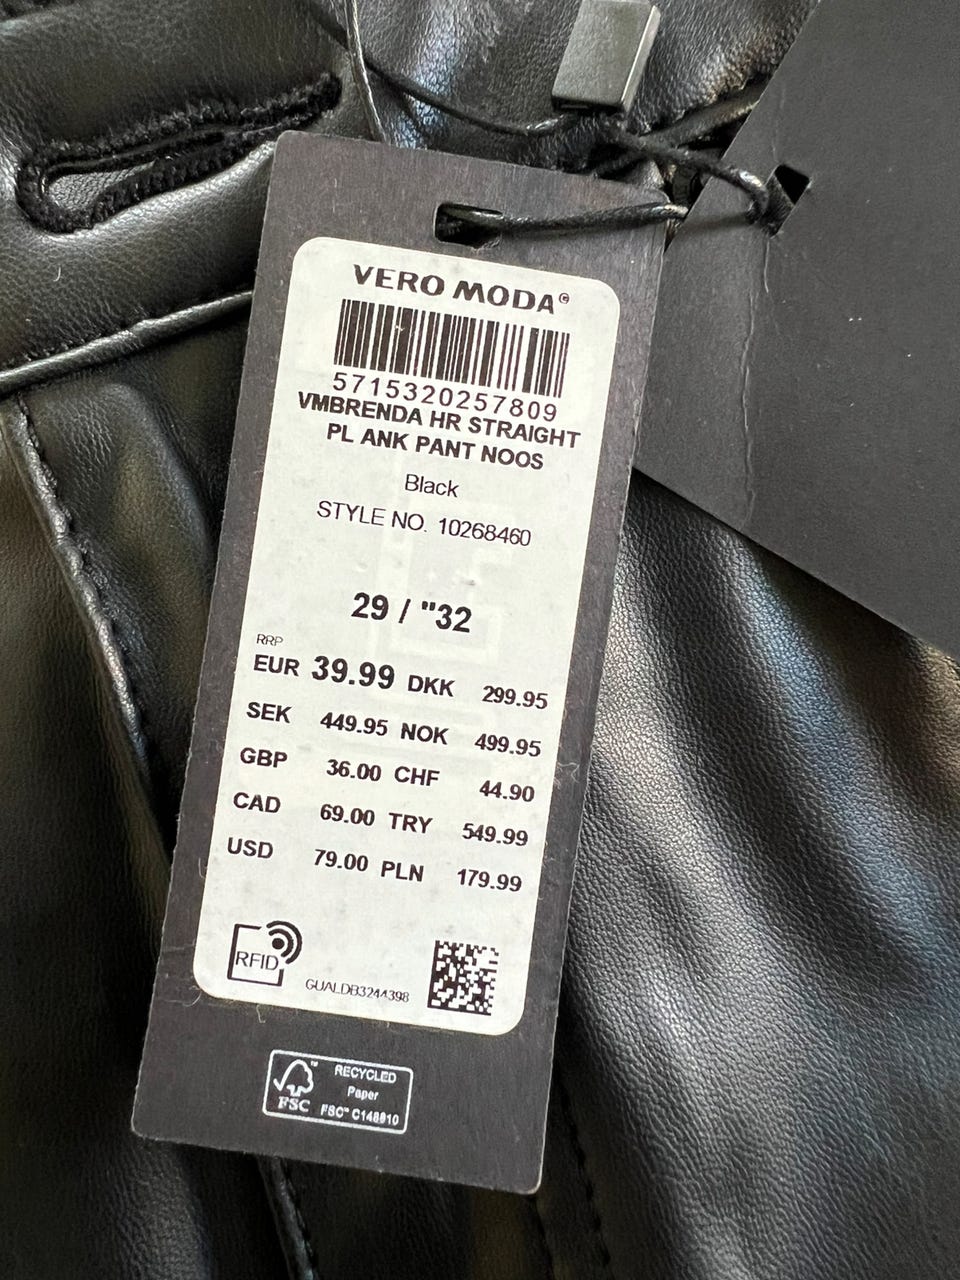 VERO MODA®
5715320257809
VMBRENDA HR STRAIGHT
PL ANK PANT NOOS
Black
STYLE NO. 10268460
29 / "32
RRP
EUR 39.99 DKK 299.95
SEK 449.95 NOK 499.95
GBP 36.00 CHF 44.90
CAD 69.00 TRY 549.99
USD 79.00 PLN 179.99
RFID
GUALDB3244398
FSC™
RECYCLED
Paper
FSC™ C148910